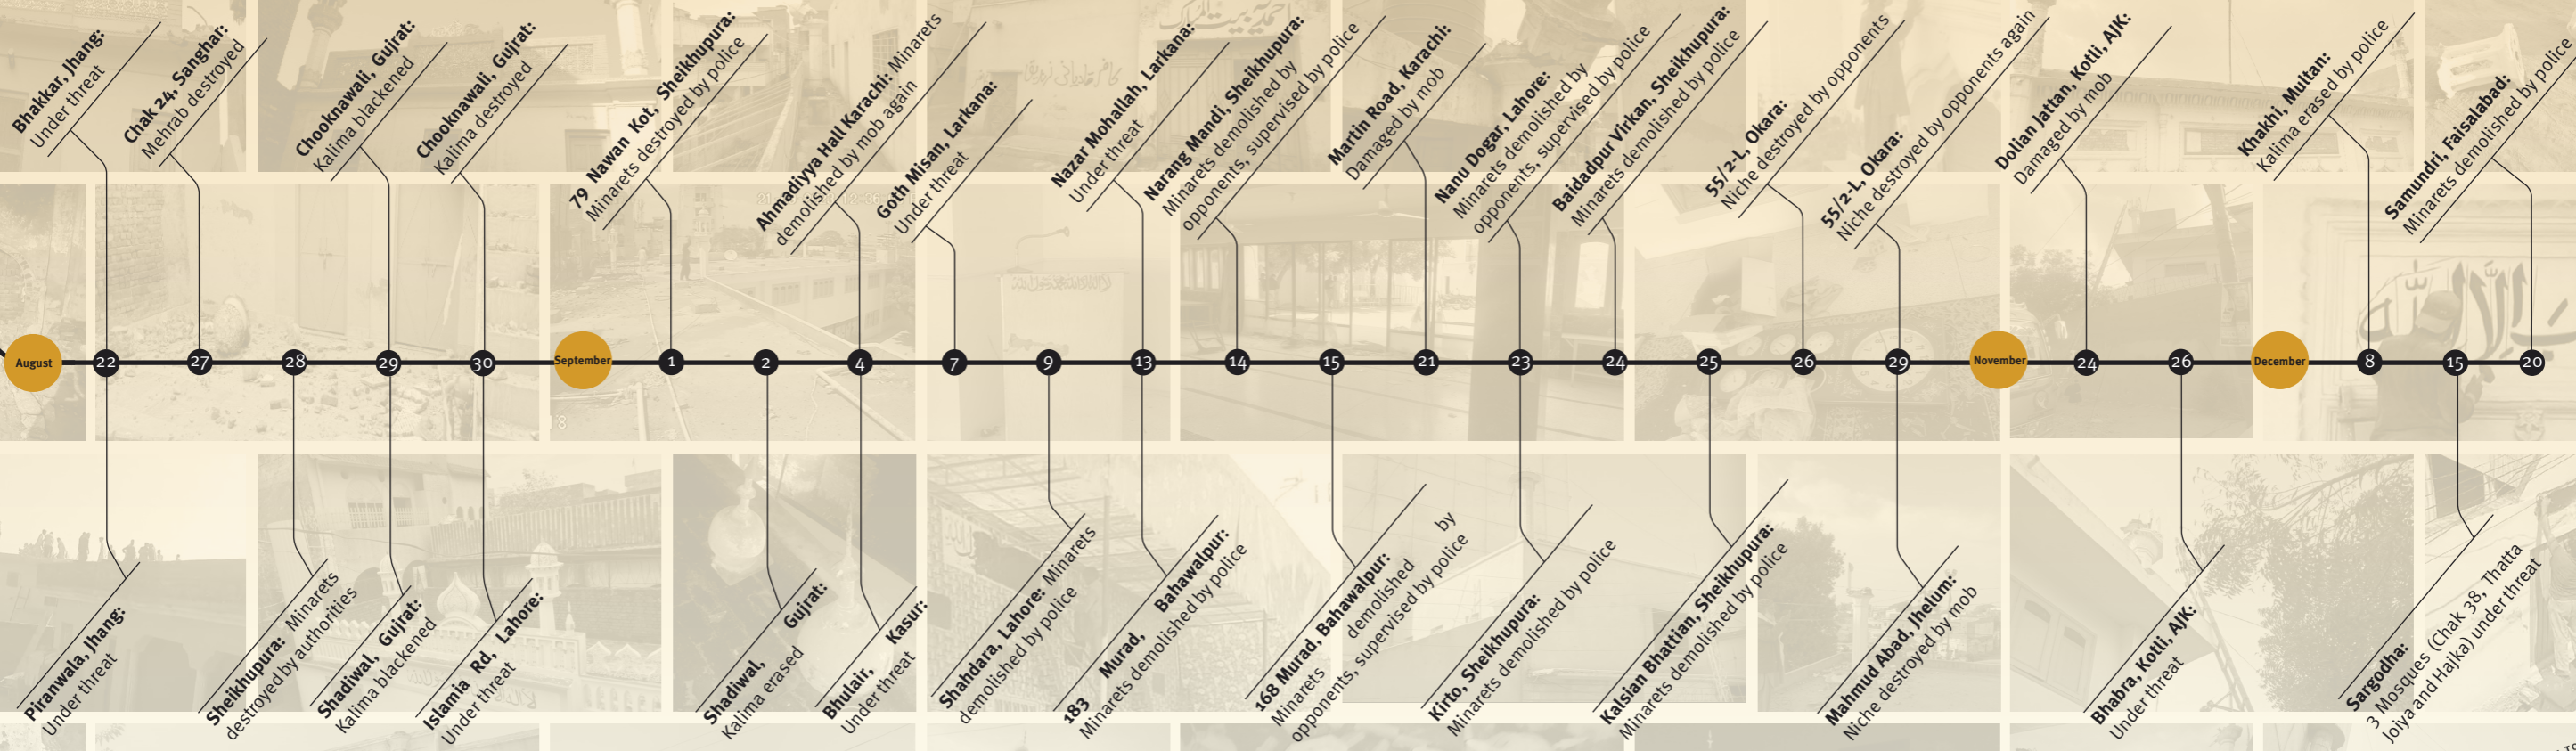 Bhakkar, Jhang:
Under threat
Chak 24, Sanghar:
Mehrab destroyed
Chooknawali, Gujrat:
Kalima blackened
Chooknawali, Gujrat:
Kalima destroyed
79 Nawan Kot, Sheikhupura:
Minarets destroyed by police
Ahmadiyya Hall Karachi: Minarets
demolished by mob again
Goth Misan, Larkana:
Under threat
Nazar Mohallah, Larkana:
Under threat
Narang Mandi, Sheikhupura:
Minarets demolished by
opponents, supervised by police
Martin Road, Karachi:
Damaged by mob
Nanu Dogar, Lahore:
Minarets demolished by
opponents, supervised by police
Baidadpur Virkan, Sheikhupura:
Minarets demolished by police
55/2-L, Okara:
Niche destroyed by opponents
55/2-L, Okara:
Niche destroyed by opponents again
Dolian Jattan, Kotli, AJK:
Damaged by mob
Khakhi, Multan:
Kalima erased by police
Samundri, Faisalabad:
Minarets demolished by police
August
22
27
28
29
30
September
1
2
4
7
9
13
14
15
21
23
24
25
26
29
November
24
26
December
8
15
20
Piranwala, Jhang:
Under threat
Sheikhupura: Minarets
destroyed by authorities
Shadiwal, Gujrat:
Kalima blackened
Islamia Rd, Lahore:
Under threat
Shadiwal, Gujrat:
Kalima erased
Bhulair, Kasur:
Under threat
Shahdara, Lahore: Minarets
demolished by police
183 Murad, Bahawalpur:
Minarets demolished by police
168 Murad, Bahawalpur:
Minarets demolished by
opponents, supervised by police
Kirto, Sheikhupura:
Minarets demolished by police
Kalsian Bhattian, Sheikhupura:
Minarets demolished by police
Mahmud Abad, Jhelum:
Niche destroyed by mob
Bhabra, Kotli, AJK:
Under threat
Sargodha:
3 Mosques (Chak 38, Thatta
Joiya and Hajka) under threat